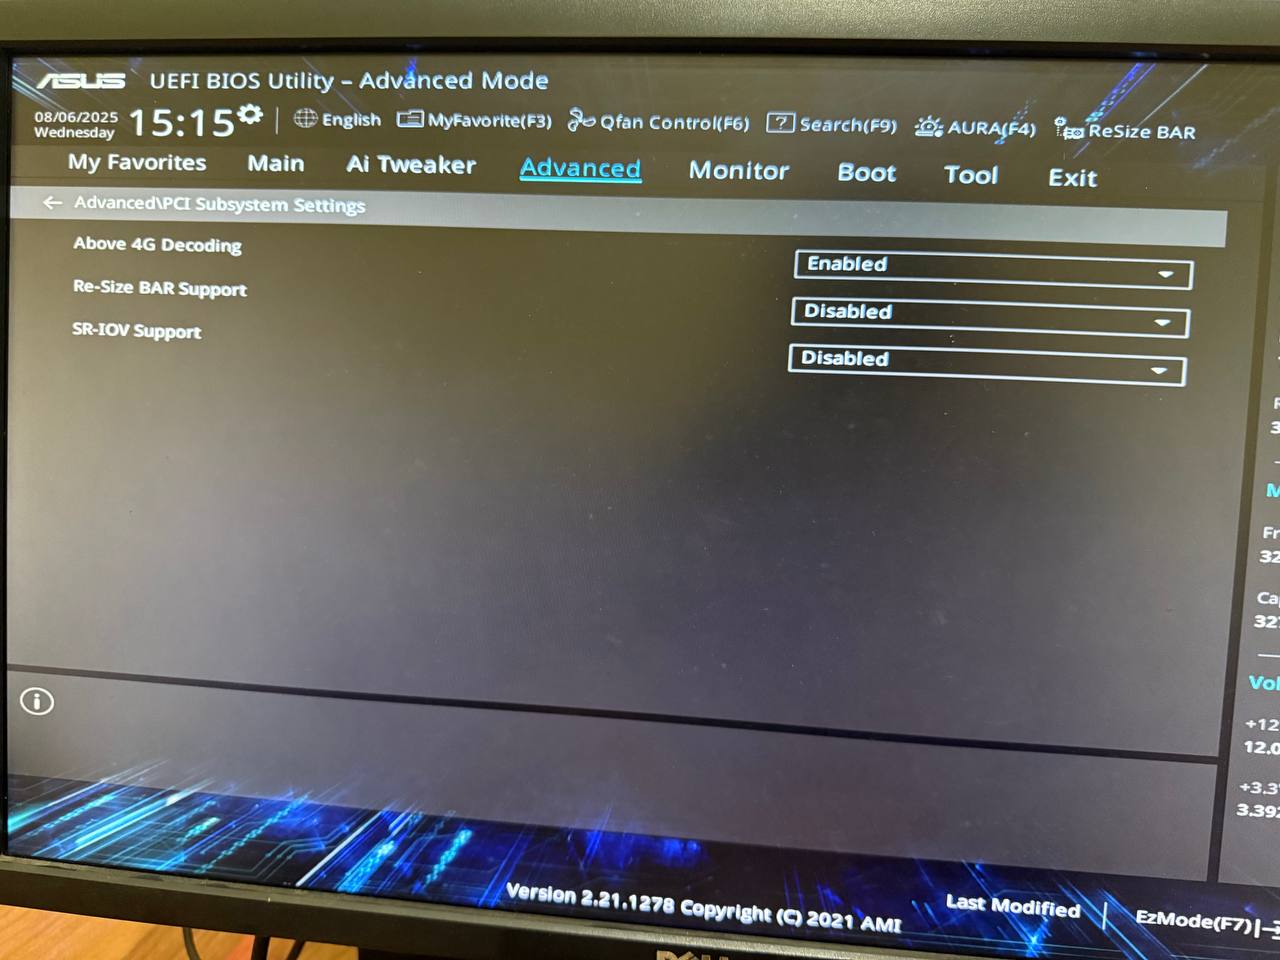 ASUS UEFI BIOS Utility – Advanced Mode
08/06/2025
Wednesday
15:15
English
MyFavorite(F3)
Qfan Control(F6)
Search(F9)
AURA(F4)
ReSize BAR
My Favorites
Main
Ai Tweaker
Advanced
Monitor
Boot
Tool
Exit
Advanced\PCI Subsystem Settings
Above 4G Decoding
Enabled
Re-Size BAR Support
Disabled
SR-IOV Support
Disabled
+12
12.0
+3.3
3.392
Version 2.21.1278 Copyright (C) 2021 AMI
Last Modified
EzMode(F7)